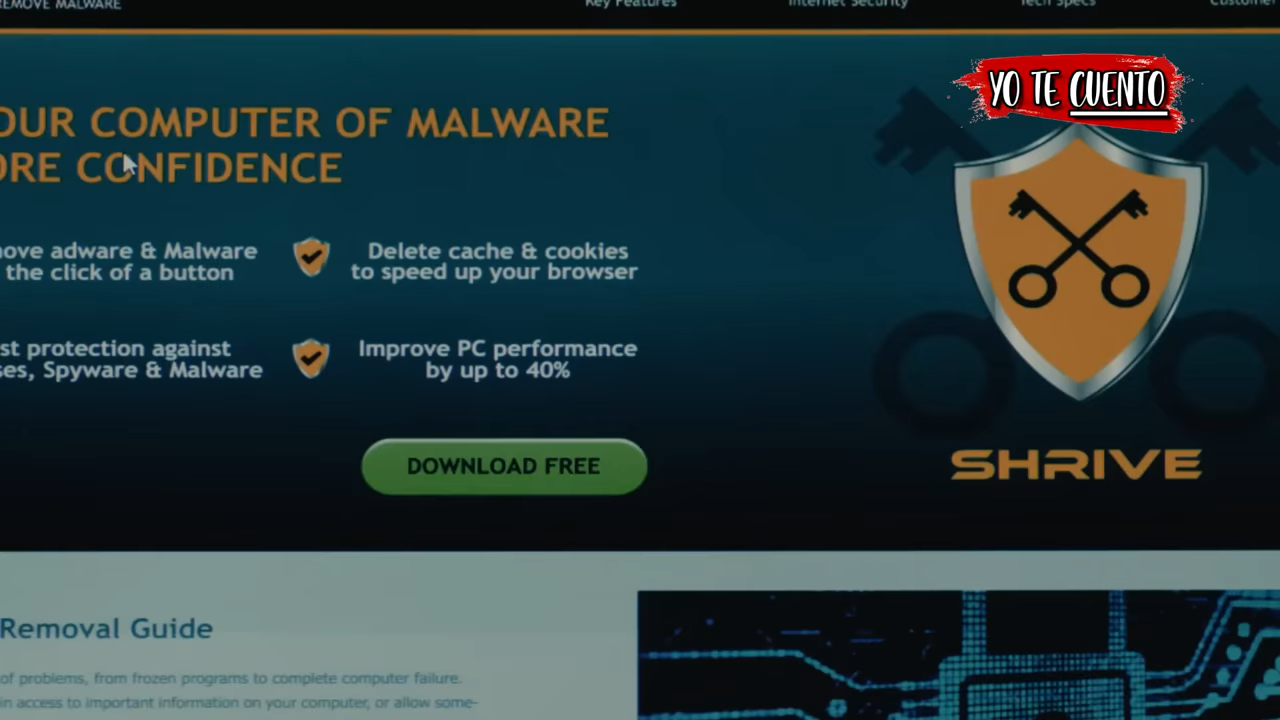 REMOVE MALWARE
Key Features
Internet Security
Tech Specs
Customer
YO TE CUENTO
OUR COMPUTER OF MALWARE
ORE CONFIDENCE
ove adware & Malware
the click of a button
Delete cache & cookies
to speed up your browser
st protection against
ses, Spyware & Malware
Improve PC performance
by up to 40%
DOWNLOAD FREE
SHRIVE
Removal Guide
of problems, from frozen programs to complete computer failure.
in access to important information on your computer, or allow some-